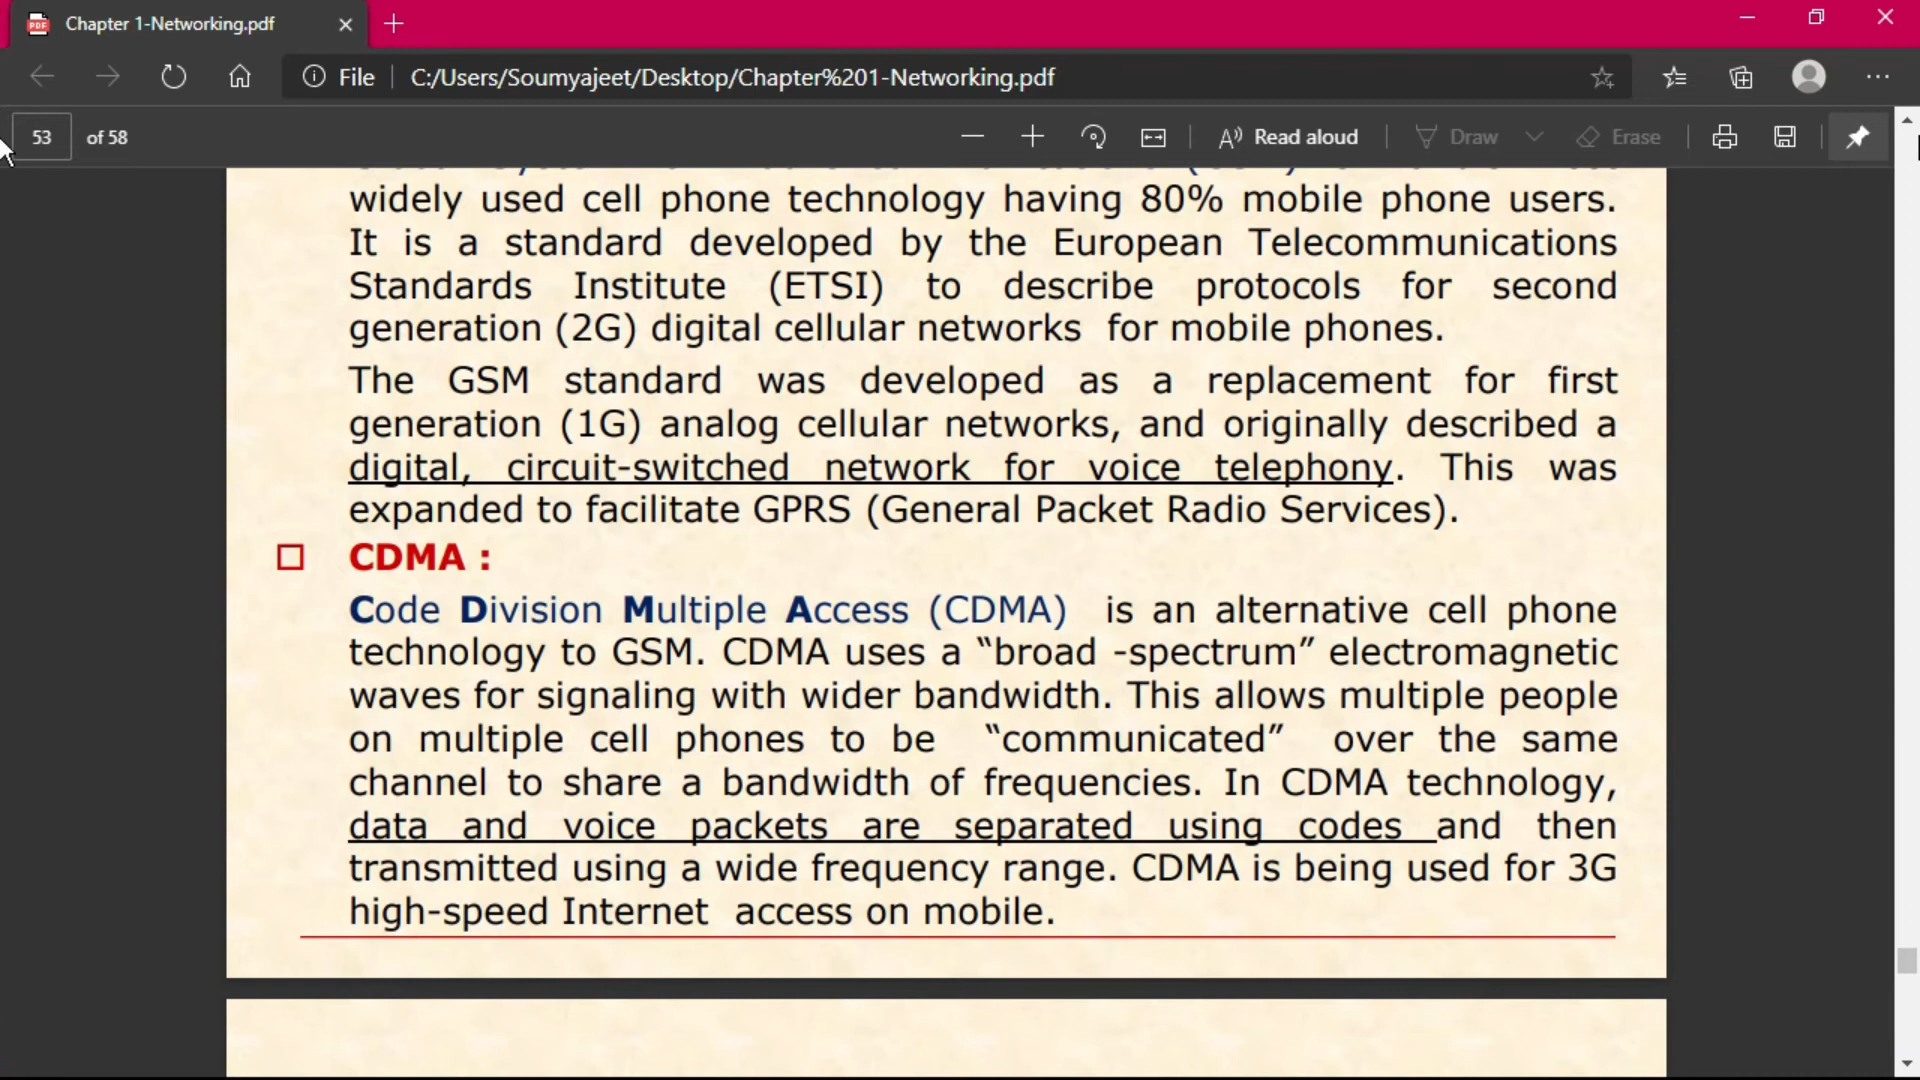 Chapter 1-Networking.pdf
File C:/Users/Soumyajeet/Desktop/Chapter%201-Networking.pdf
53 of 58 Read aloud Draw Erase
widely used cell phone technology having 80% mobile phone users.
It is a standard developed by the European Telecommunications
Standards Institute (ETSI) to describe protocols for second
generation (2G) digital cellular networks for mobile phones.
The GSM standard was developed as a replacement for first
generation (1G) analog cellular networks, and originally described a
digital, circuit-switched network for voice telephony. This was
expanded to facilitate GPRS (General Packet Radio Services).
CDMA :
Code Division Multiple Access (CDMA) is an alternative cell phone
technology to GSM. CDMA uses a “broad -spectrum” electromagnetic
waves for signaling with wider bandwidth. This allows multiple people
on multiple cell phones to be “communicated” over the same
channel to share a bandwidth of frequencies. In CDMA technology,
data and voice packets are separated using codes and then
transmitted using a wide frequency range. CDMA is being used for 3G
high-speed Internet access on mobile.